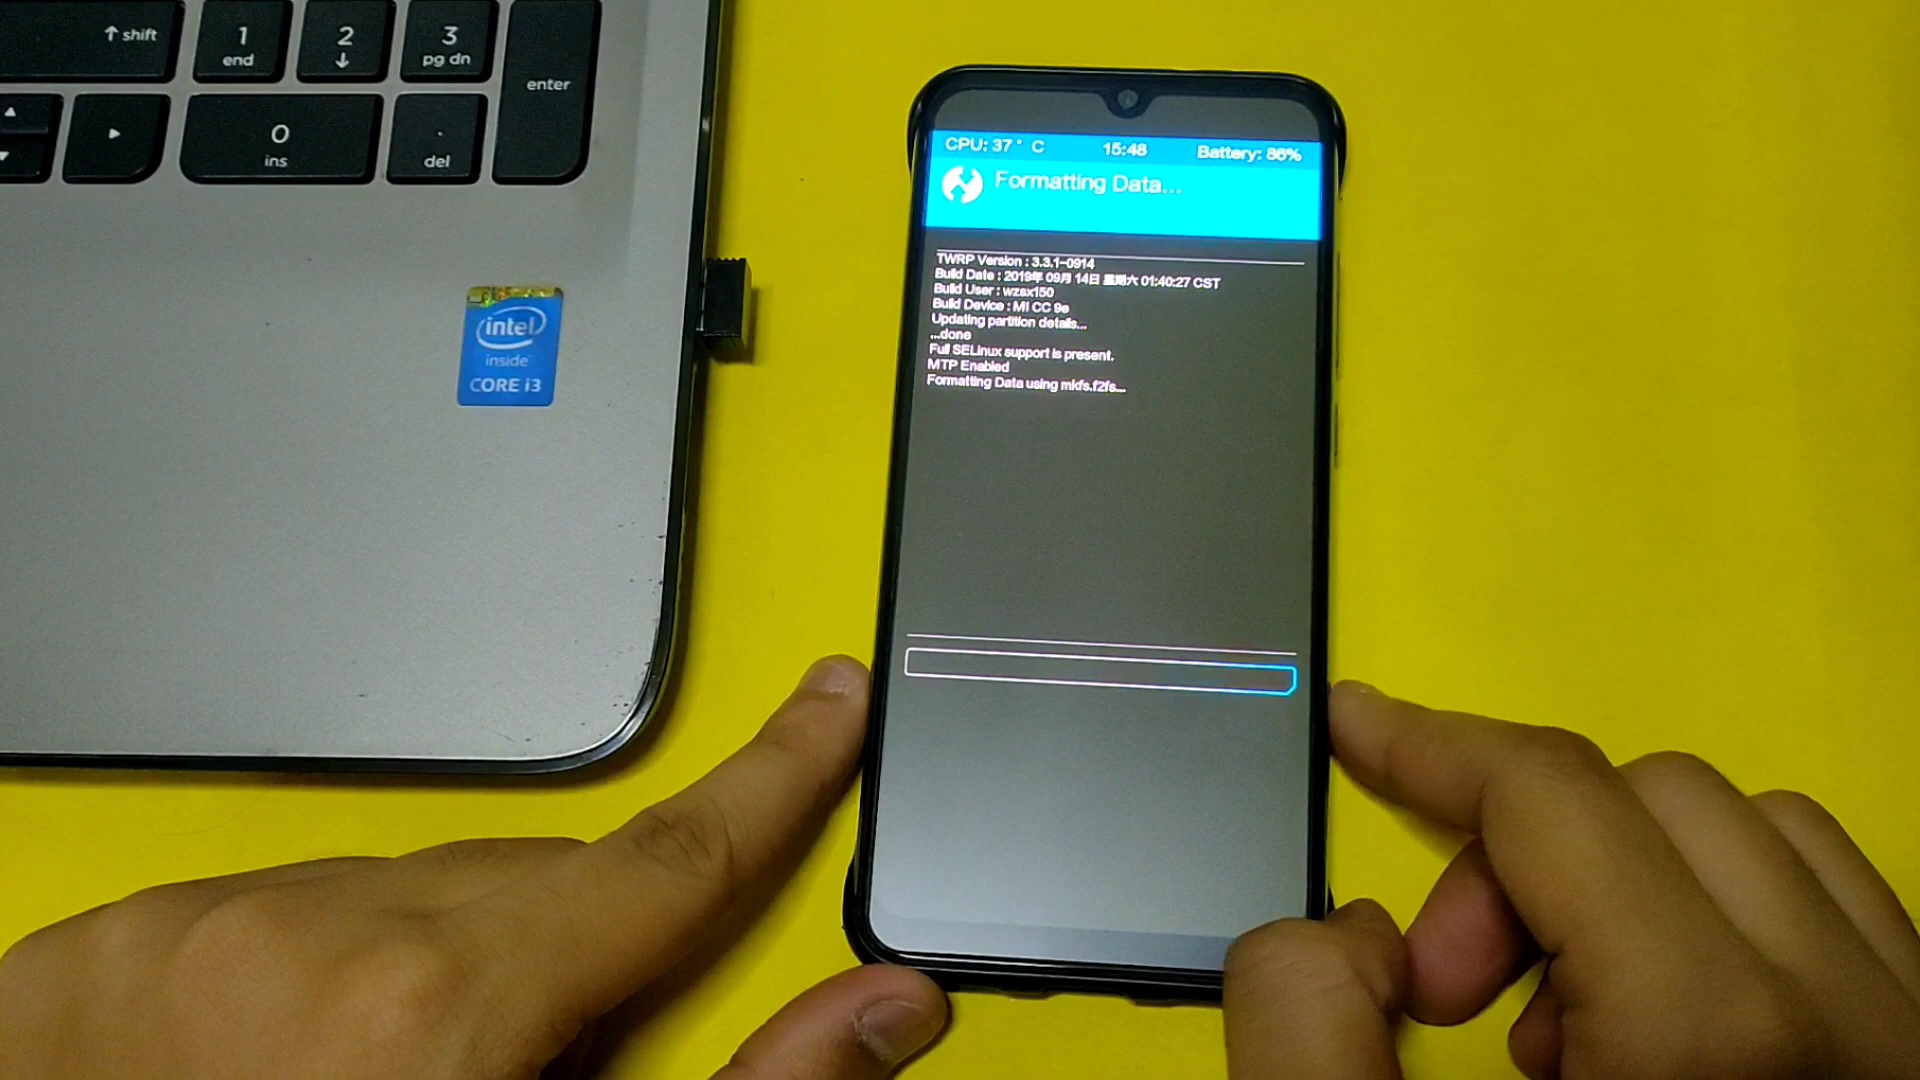 ↑ shift
1
end
2
↓
3
pg dn
enter
0
ins
.
del
intel
inside
CORE i3
CPU: 37° C
15:48
Battery: 86%
Formatting Data...
TWRP Version : 3.3.1-0914
Build Date : 2019年 09月 14日 星期六 01:40:27 CST
Build User : wzsx150
Build Device : MI CC 9e
Updating partition details...
...done
Full SELinux support is present.
MTP Enabled
Formatting Data using mkfs.f2fs...